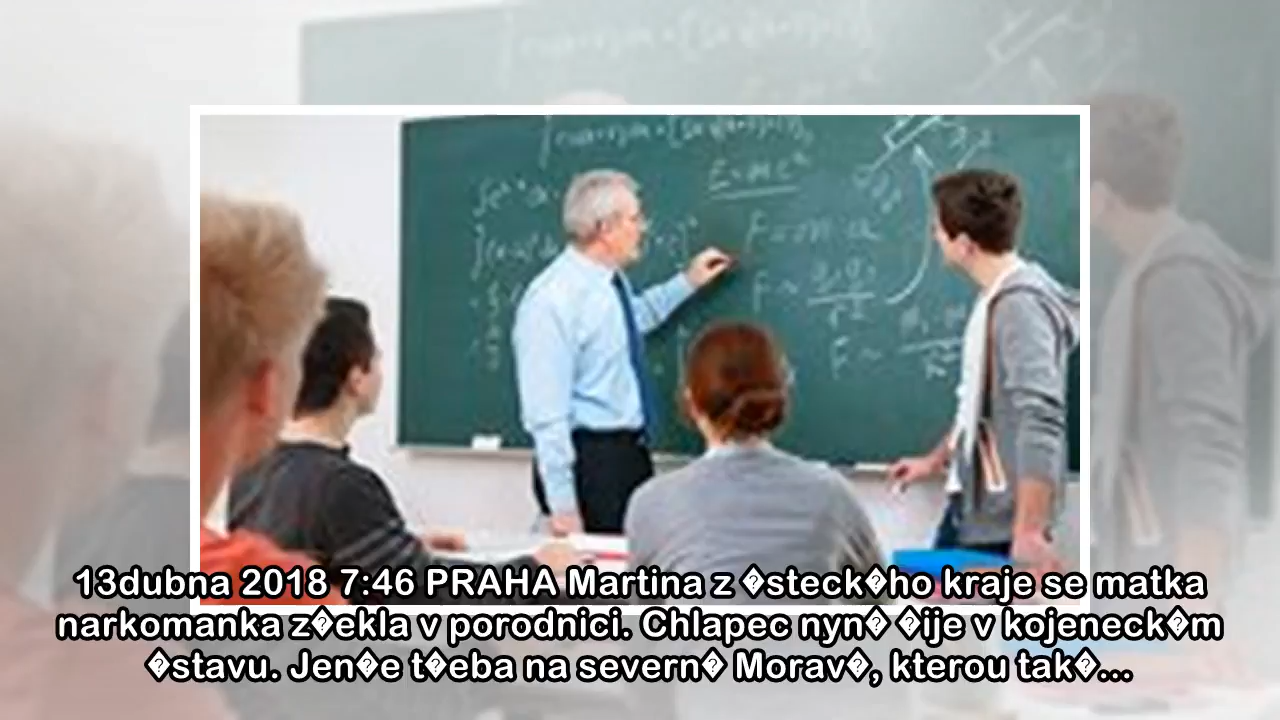 E=mc²
F=m·a
13dubna 2018 7:46 PRAHA Martina z �steck�ho kraje se matka
narkomanka z�ekla v porodnici. Chlapec nyn� �ije v kojeneck�m
�stavu. Jen�e t�eba na severn� Morav�, kterou tak�...